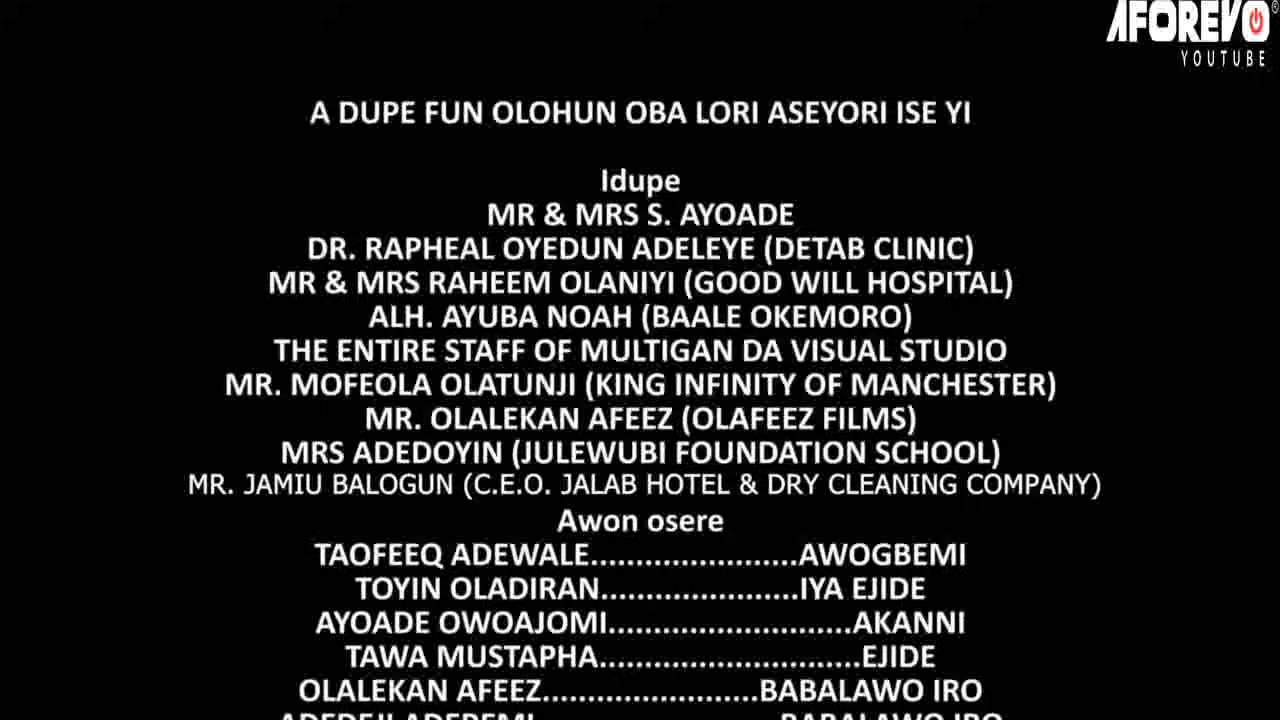 AFOREVO
YOUTUBE
A DUPE FUN OLOHUN OBA LORI ASEYORI ISE YI
Idupe
MR & MRS S. AYOADE
DR. RAPHEAL OYEDUN ADELEYE (DETAB CLINIC)
MR & MRS RAHEEM OLANIYI (GOOD WILL HOSPITAL)
ALH. AYUBA NOAH (BAALE OKEMORO)
THE ENTIRE STAFF OF MULTIGAN DA VISUAL STUDIO
MR. MOFEOLA OLATUNJI (KING INFINITY OF MANCHESTER)
MR. OLALEKAN AFEEZ (OLAFEEZ FILMS)
MRS ADEDOYIN (JULEWUBI FOUNDATION SCHOOL)
MR. JAMIU BALOGUN (C.E.O. JALAB HOTEL & DRY CLEANING COMPANY)
Awon osere
TAOFEEQ ADEWALE.......................AWOGBEMI
TOYIN OLADIRAN......................IYA EJIDE
AYOADE OWOAJOMI...........................AKANNI
TAWA MUSTAPHA.............................EJIDE
OLALEKAN AFEEZ........................BABALAWO IRO
ADEDEJI ADEREMI...........................BABALAWO IRO